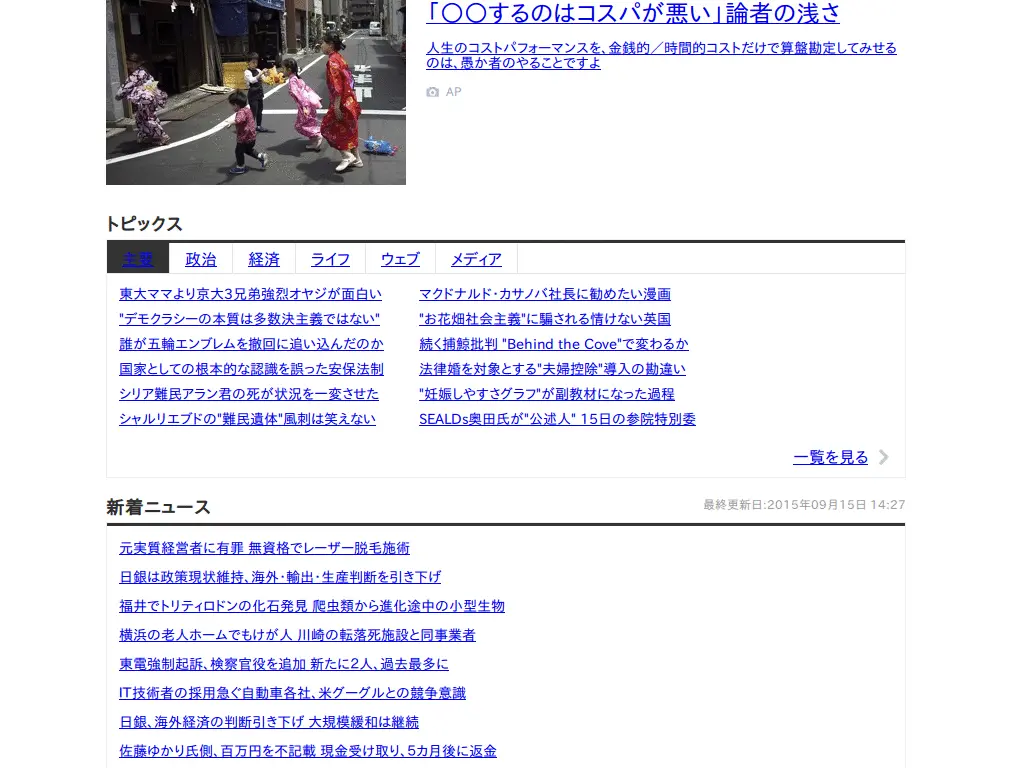 「〇〇するのはコスパが悪い」論者の浅さ
人生のコストパフォーマンスを、金銭的／時間的コストだけで算盤勘定してみせる
のは、愚か者のやることですよ
AP
トピックス
主要 政治 経済 ライフ ウェブ メディア
東大ママより京大3兄弟強烈オヤジが面白い
"デモクラシーの本質は多数決主義ではない"
誰が五輪エンブレムを撤回に追い込んだのか
国家としての根本的な認識を誤った安保法制
シリア難民アラン君の死が状況を一変させた
シャルリエブドの"難民遺体"風刺は笑えない
マクドナルド・カサノバ社長に勧めたい漫画
"お花畑社会主義"に騙される情けない英国
続く捕鯨批判 "Behind the Cove"で変わるか
法律婚を対象とする"夫婦控除"導入の勘違い
"妊娠しやすさグラフ"が副教材になった過程
SEALDs奥田氏が"公述人" 15日の参院特別委
一覧を見る
新着ニュース
最終更新日:2015年09月15日 14:27
元実質経営者に有罪 無資格でレーザー脱毛施術
日銀は政策現状維持、海外・輸出・生産判断を引き下げ
福井でトリティロドンの化石発見 爬虫類から進化途中の小型生物
横浜の老人ホームでもけが人 川崎の転落死施設と同事業者
東電強制起訴、検察官役を追加 新たに2人、過去最多に
IT技術者の採用急ぐ自動車各社、米グーグルとの競争意識
日銀、海外経済の判断引き下げ 大規模緩和は継続
佐藤ゆかり氏側、百万円を不記載 現金受け取り、5カ月後に返金